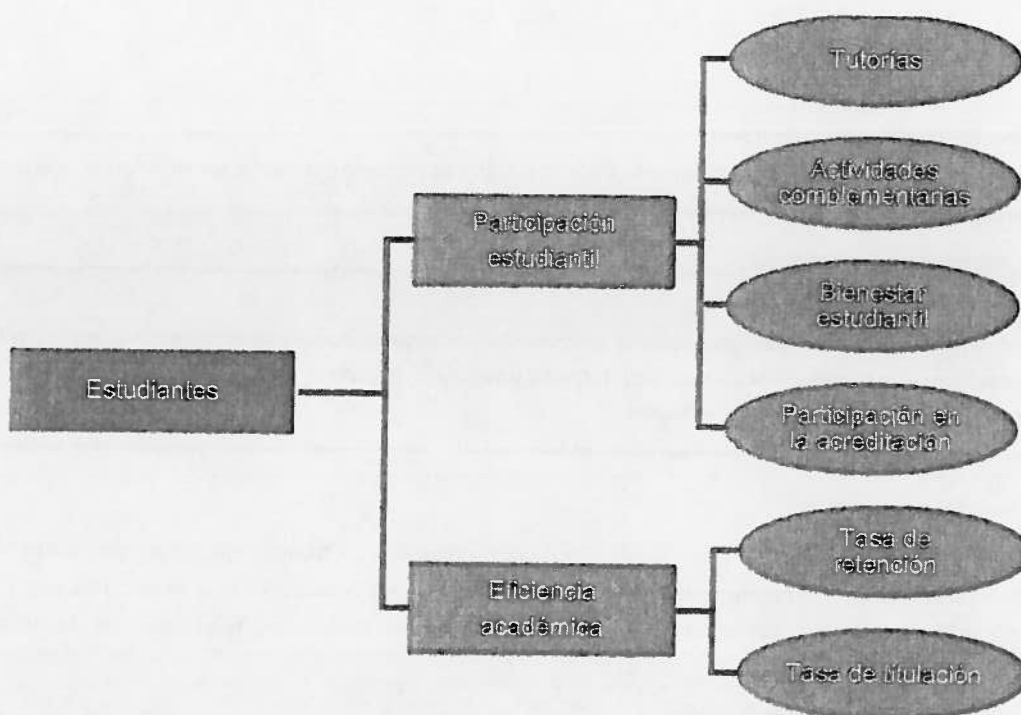 Estudiantes
Participación
estudiantil
Tutorías
Actividades
complementarias
Bienestar
estudiantil
Participación en
la acreditación
Eficiencia
académica
Tasa de
retención
Tasa de titulación